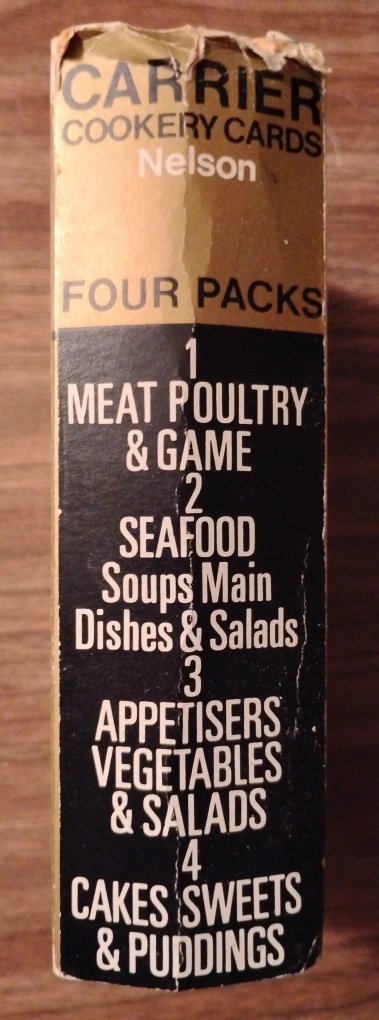 CARRIER
COOKERY CARDS
Nelson
FOUR PACKS
1
MEAT POULTRY
& GAME
2
SEAFOOD
Soups Main
Dishes & Salads
3
APPETISERS
VEGETABLES
& SALADS
4
CAKES SWEETS
& PUDDINGS